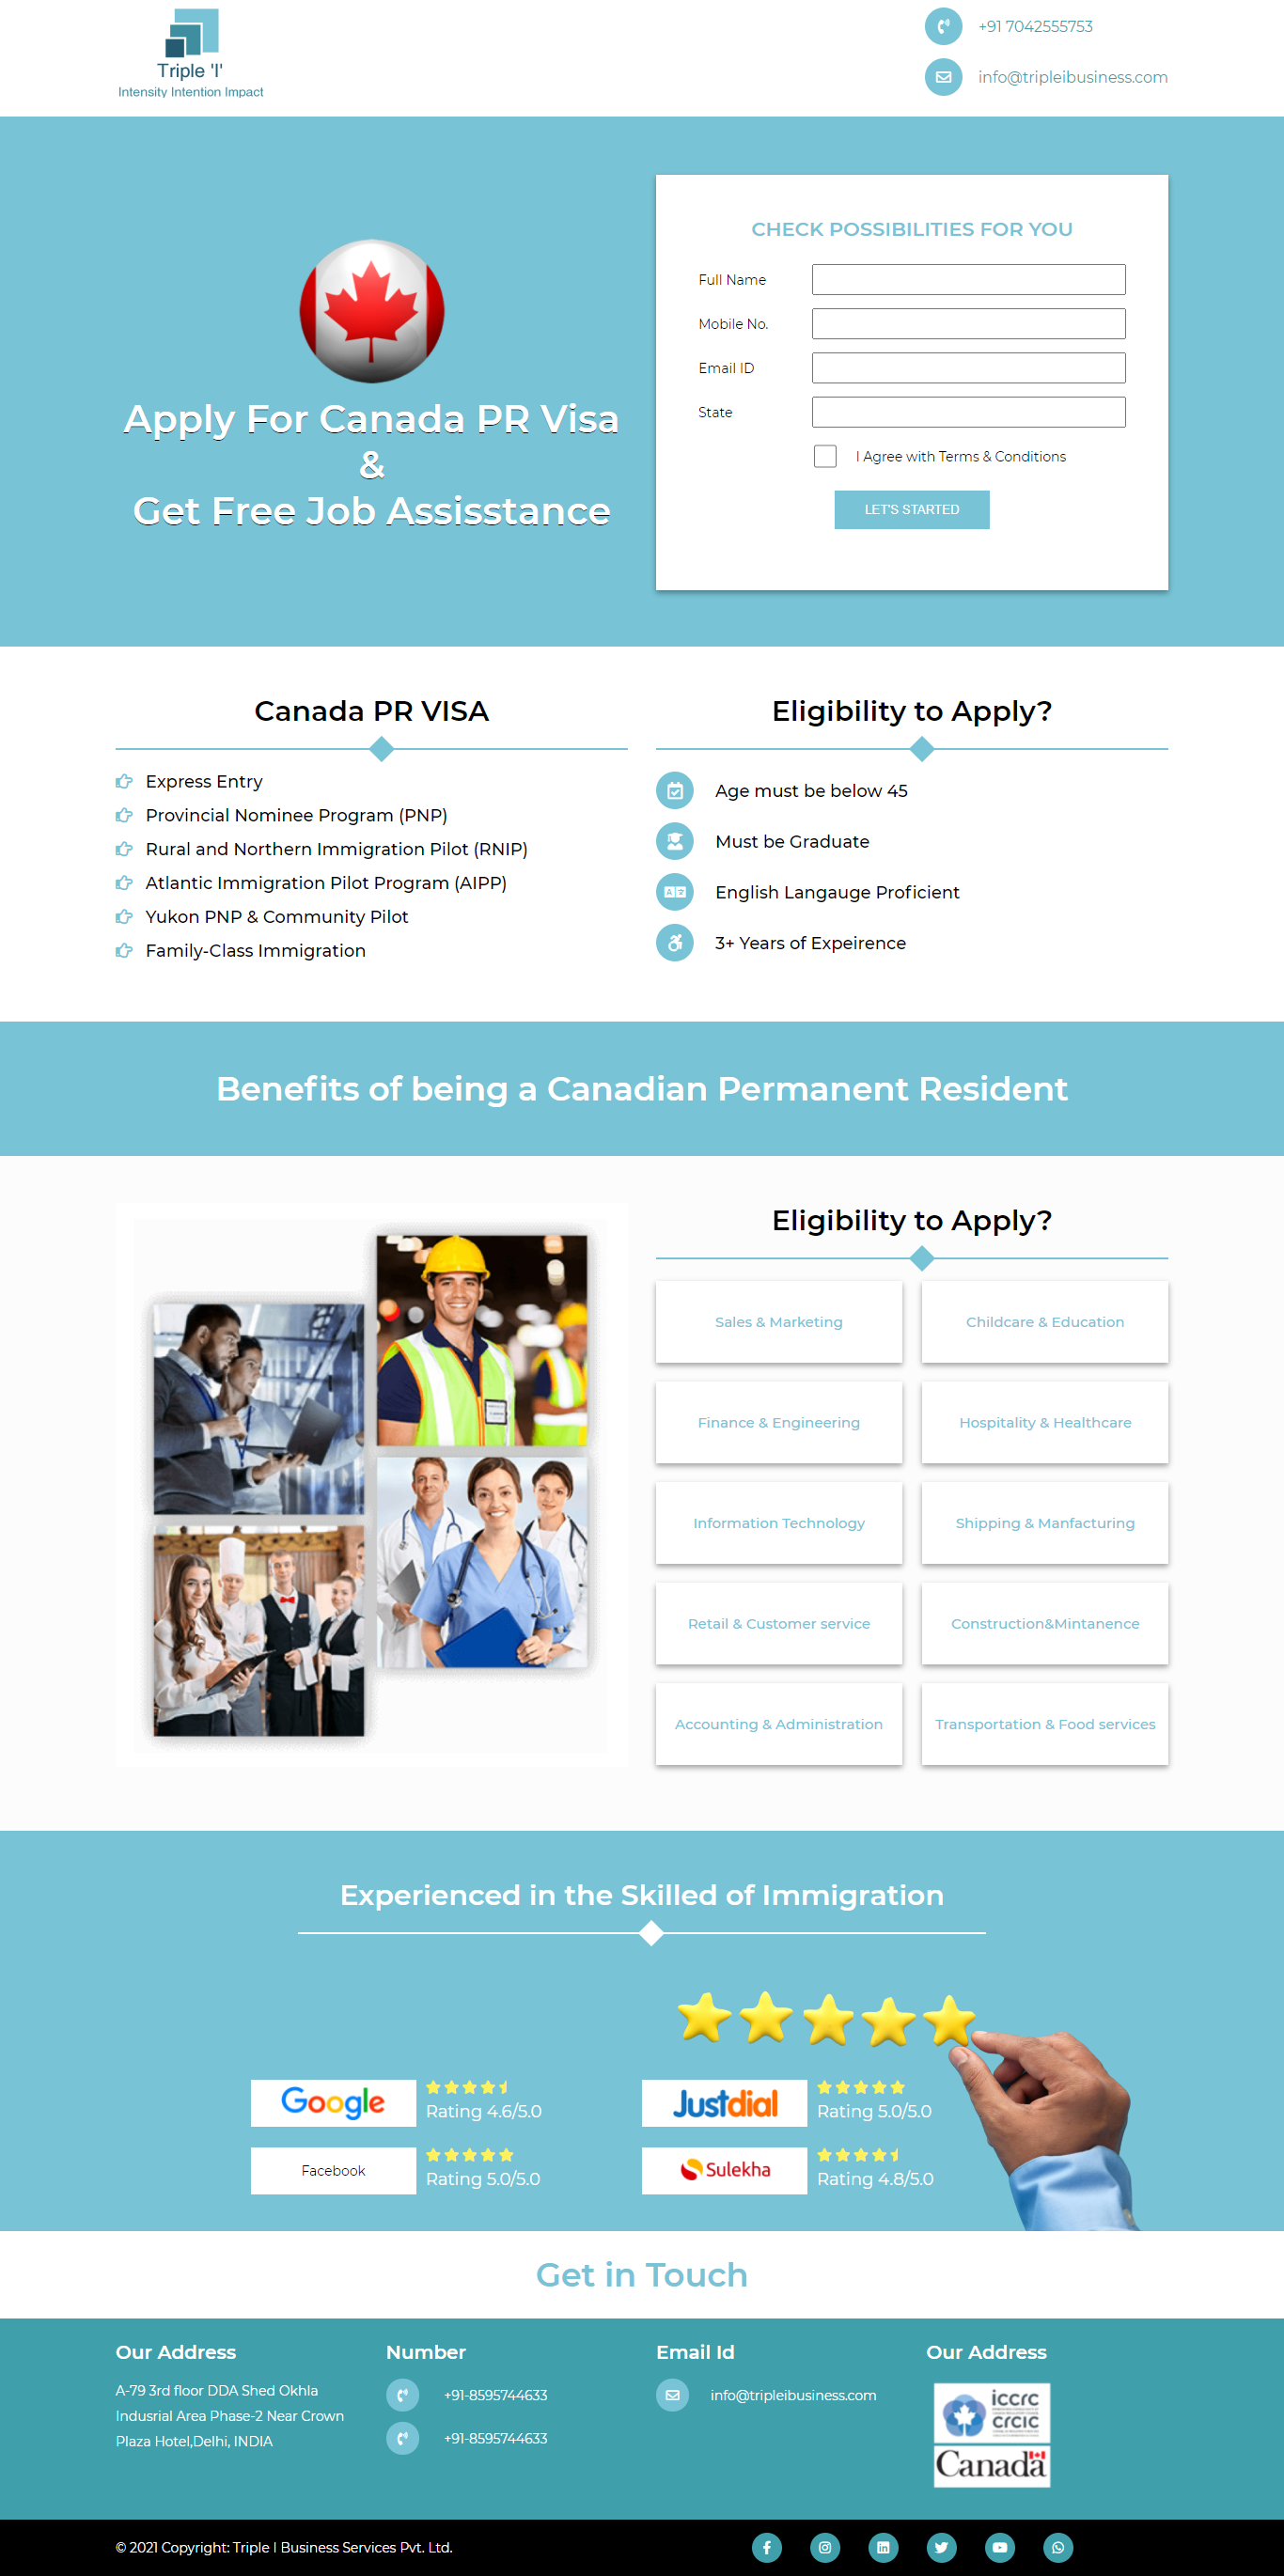 Triple 'I'
Intensity Intention Impact
+91 7042555753
info@tripleibusiness.com
Apply For Canada PR Visa
&
Get Free Job Assisstance
CHECK POSSIBILITIES FOR YOU
Full Name
Mobile No.
Email ID
State
I Agree with Terms & Conditions
LET'S STARTED
Canada PR VISA
Express Entry
Provincial Nominee Program (PNP)
Rural and Northern Immigration Pilot (RNIP)
Atlantic Immigration Pilot Program (AIPP)
Yukon PNP & Community Pilot
Family-Class Immigration
Eligibility to Apply?
Age must be below 45
Must be Graduate
English Langauge Proficient
3+ Years of Expeirence
Benefits of being a Canadian Permanent Resident
Eligibility to Apply?
Sales & Marketing
Childcare & Education
Finance & Engineering
Hospitality & Healthcare
Information Technology
Shipping & Manfacturing
Retail & Customer service
Construction&Mintanence
Accounting & Administration
Transportation & Food services
Experienced in the Skilled of Immigration
Google
Rating 4.6/5.0
Justdial
Rating 5.0/5.0
Facebook
Rating 5.0/5.0
Sulekha
Rating 4.8/5.0
Get in Touch
Our Address
A-79 3rd floor DDA Shed Okhla
Indusrial Area Phase-2 Near Crown
Plaza Hotel,Delhi, INDIA
Number
+91-8595744633
+91-8595744633
Email Id
info@tripleibusiness.com
Our Address
iccrc
crcic
Canada
© 2021 Copyright: Triple I Business Services Pvt. Ltd.